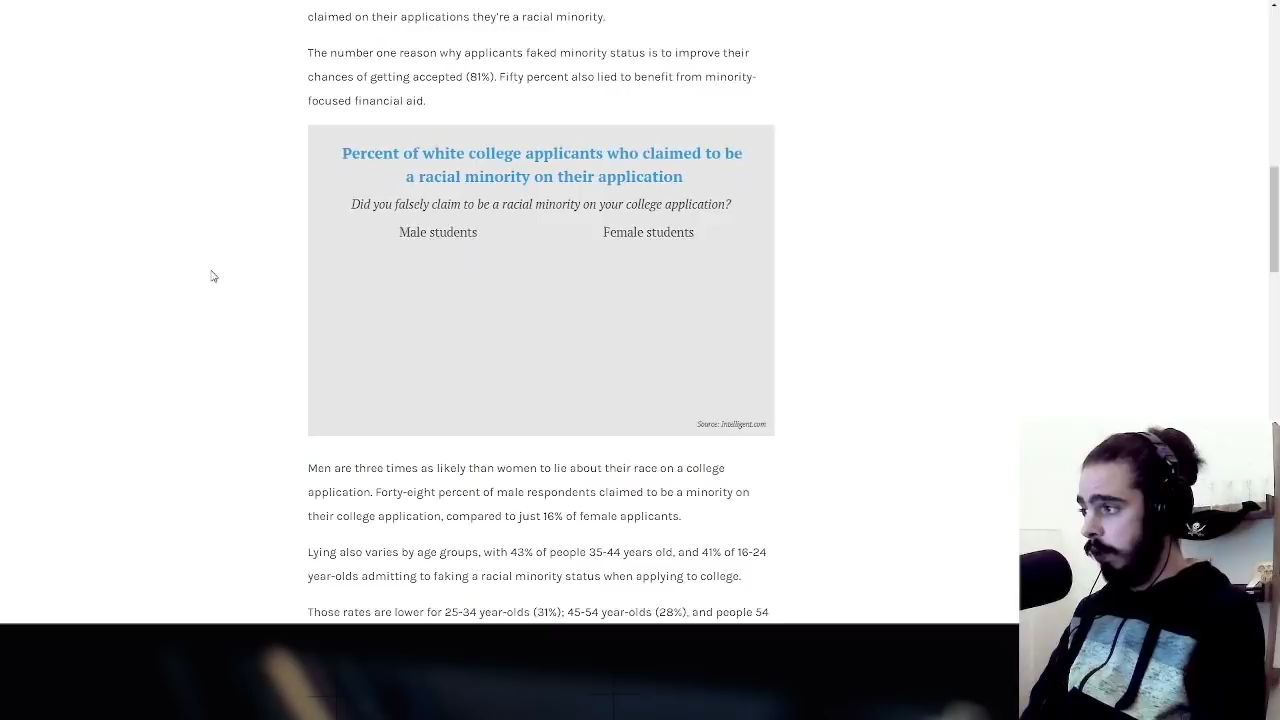 claimed on their applications they're a racial minority.
The number one reason why applicants faked minority status is to improve their
chances of getting accepted (81%). Fifty percent also lied to benefit from minority-
focused financial aid.
Percent of white college applicants who claimed to be
a racial minority on their application
Did you falsely claim to be a racial minority on your college application?
Male students
Female students
Source: Intelligent.com
Men are three times as likely than women to lie about their race on a college
application. Forty-eight percent of male respondents claimed to be a minority on
their college application, compared to just 16% of female applicants.
Lying also varies by age groups, with 43% of people 35-44 years old, and 41% of 16-24
year-olds admitting to faking a racial minority status when applying to college.
Those rates are lower for 25-34 year-olds (31%); 45-54 year-olds (28%), and people 54